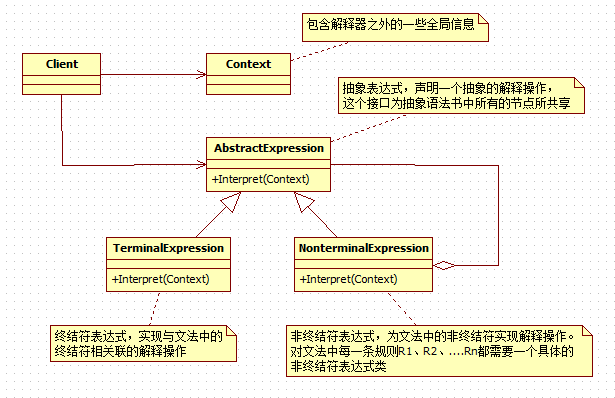 包含解释器之外的一些全局信息
Client
Context
抽象表达式，声明一个抽象的解释操作，
这个接口为抽象语法书中所有的节点所共享
AbstractExpression
+Interpret(Context)
TerminalExpression
+Interpret(Context)
NonterminalExpression
+Interpret(Context)
终结符表达式，实现与文法中的
终结符相关联的解释操作
非终结符表达式，为文法中的非终结符实现解释操作。
对文法中每一条规则R1、R2、....Rn都需要一个具体的
非终结符表达式类